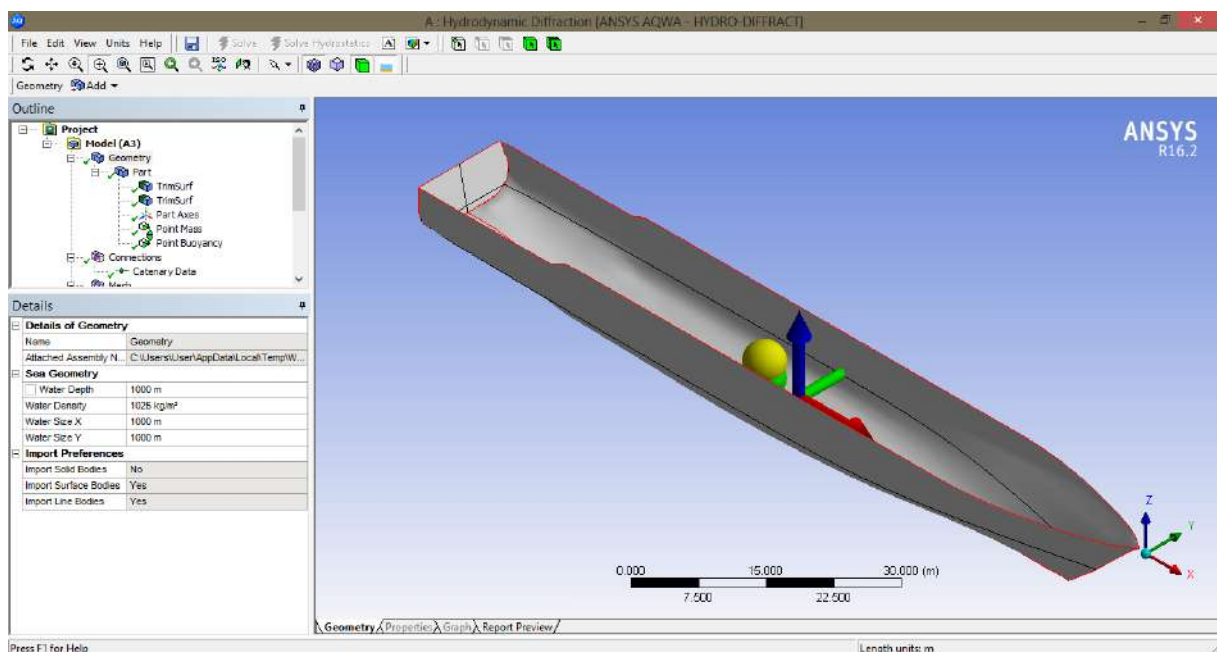 A : Hydrodynamic Diffraction [ANSYS AQWA - HYDRO-DIFFRACT]
File Edit View Units Help Solve Solve Hydrostatics A
ISO
Geometry Add
Outline
Project
Model (A3)
Geometry
Part
TrimSurf
TrimSurf
Part Axes
Point Mass
Point Buoyancy
Connections
Catenary Data
Mesh
Details
Details of Geometry
Name Geometry
Attached Assembly N... C:\Users\User\AppData\Local\Temp\W...
Sea Geometry
Water Depth 1000 m
Water Density 1025 kg/m³
Water Size X 1000 m
Water Size Y 1000 m
Import Preferences
Import Solid Bodies No
Import Surface Bodies Yes
Import Line Bodies Yes
ANSYS
R16.2
Z
Y
X
0.000 15.000 30.000 (m)
7.500 22.500
Geometry Properties Graph Report Preview
Press F1 for Help Length units: m